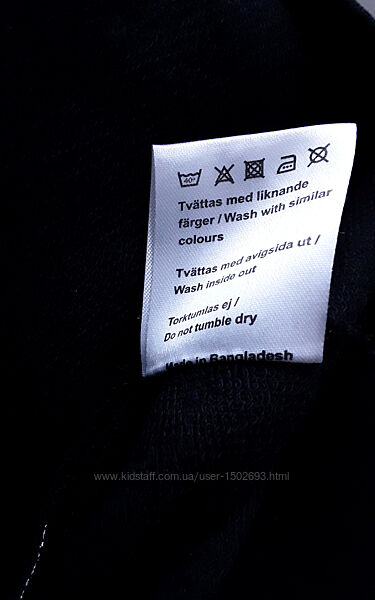 40°
Tvättas med liknande
färger / Wash with similar
colours
Tvättas med avigsida ut /
Wash inside out
Torktumlas ej /
Do not tumble dry
Made in Bangladesh
www.kidstaff.com.ua/user-1502693.html